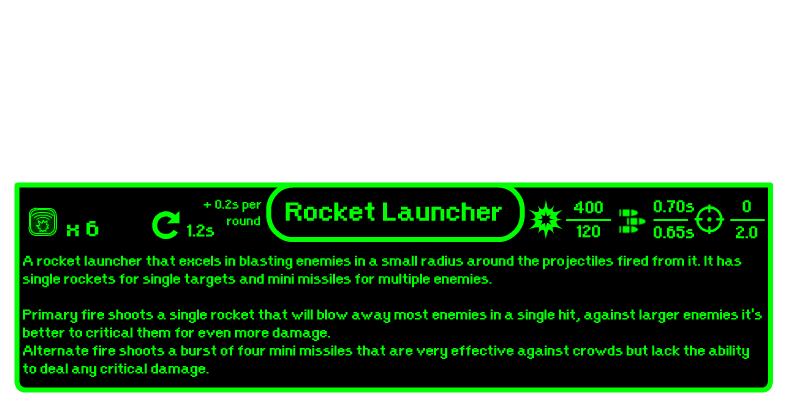 + 0.2s per
round
Rocket Launcher
x 6
1.2s
400
120
0.70s
0.65s
0
2.0
A rocket launcher that excels in blasting enemies in a small radius around the projectiles fired from it. It has
single rockets for single targets and mini missiles for multiple enemies.
Primary fire shoots a single rocket that will blow away most enemies in a single hit, against larger enemies it's
better to critical them for even more damage.
Alternate fire shoots a burst of four mini missiles that are very effective against crowds but lack the ability
to deal any critical damage.